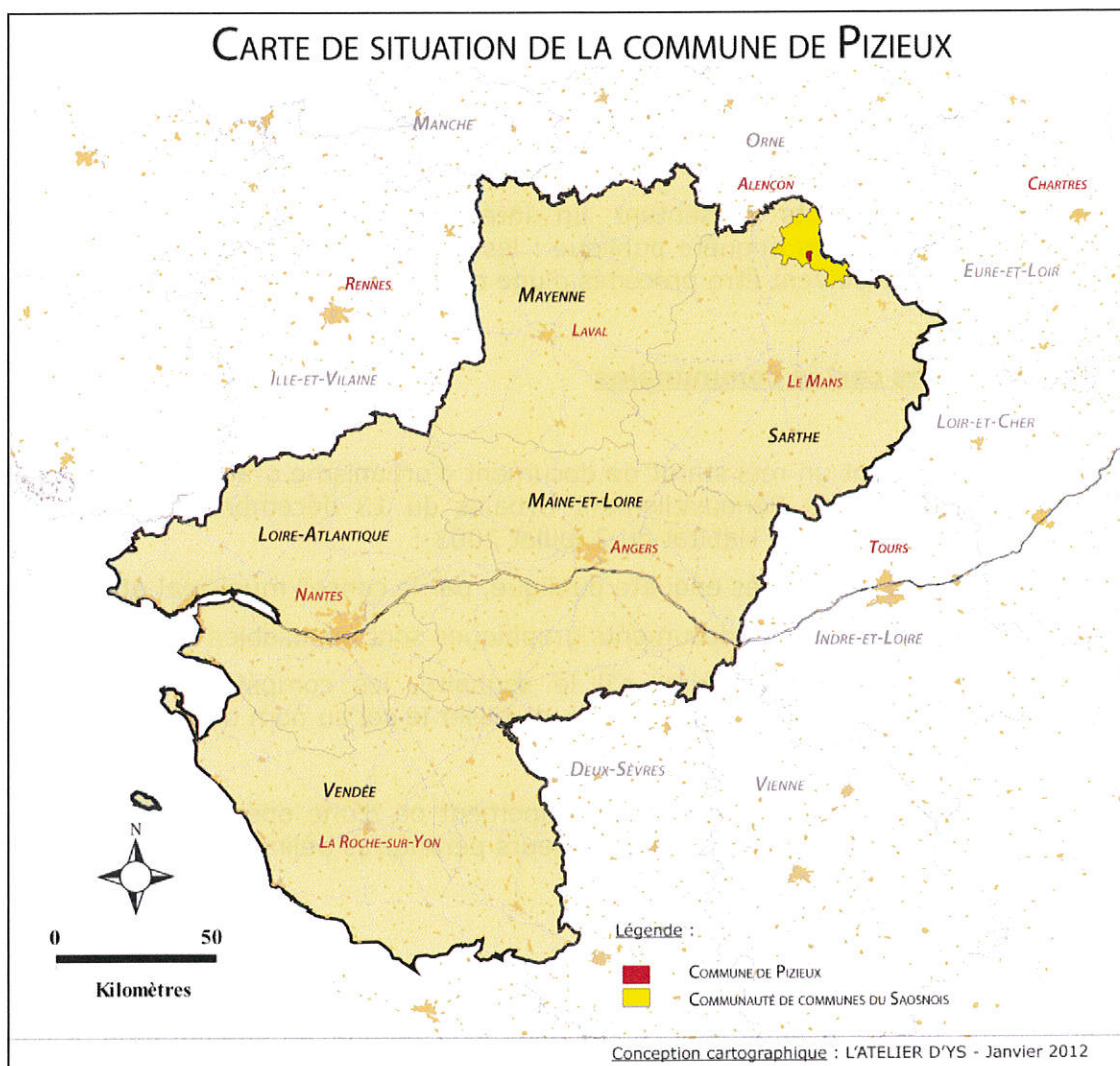 CARTE DE SITUATION DE LA COMMUNE DE PIZIEUX
MANCHE
ORNE
ALENÇON
CHARTRES
RENNES
MAYENNE
EURE-ET-LOIR
LAVAL
ILLE-ET-VILAINE
LE MANS
LOIR-ET-CHER
SARTHE
MAINE-ET-LOIRE
LOIRE-ATLANTIQUE
ANGERS
TOURS
NANTES
INDRE-ET-LOIRE
DEUX-SÈVRES
VIENNE
VENDÉE
LA ROCHE-SUR-YON
N
0 50
Kilomètres
Légende :
COMMUNE DE PIZIEUX
COMMUNAUTÉ DE COMMUNES DU SAOSNOIS
Conception cartographique : L'ATELIER D'YS - Janvier 2012